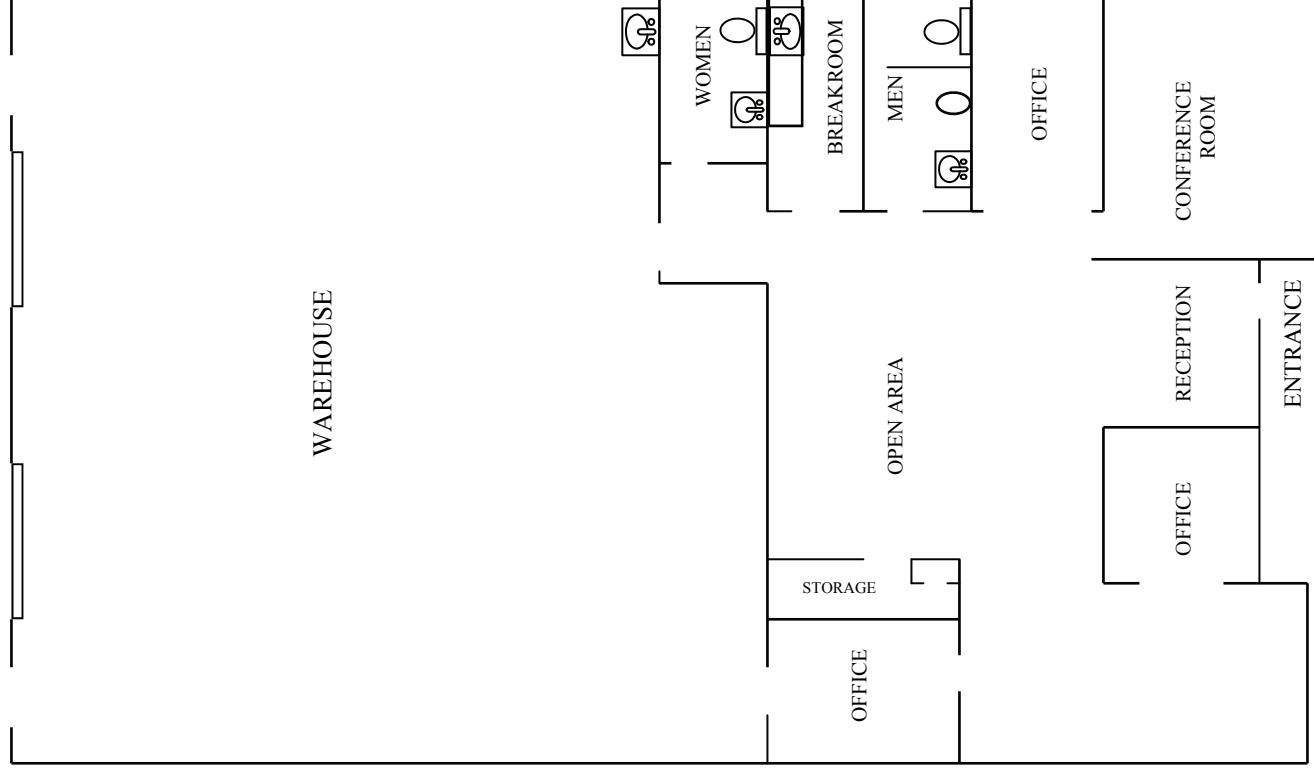 WOMEN
BREAKROOM
MEN
OFFICE
CONFERENCE
ROOM
WAREHOUSE
OPEN AREA
RECEPTION
ENTRANCE
OFFICE
STORAGE
OFFICE